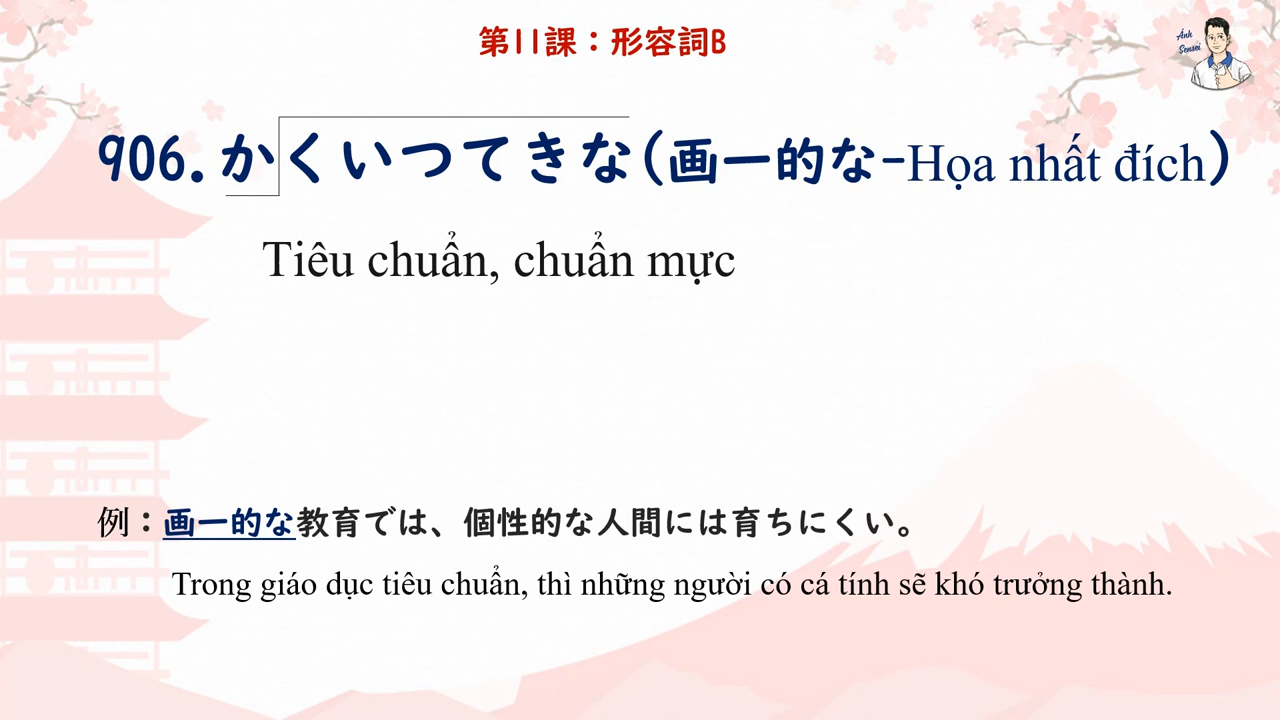 第11課：形容詞B
Ánh
Sensei
906.かくいつてきな(画一的な-Họa nhất đích)
Tiêu chuẩn, chuẩn mực
例：画一的な教育では、個性的な人間には育ちにくい。
Trong giáo dục tiêu chuẩn, thì những người có cá tính sẽ khó trưởng thành.